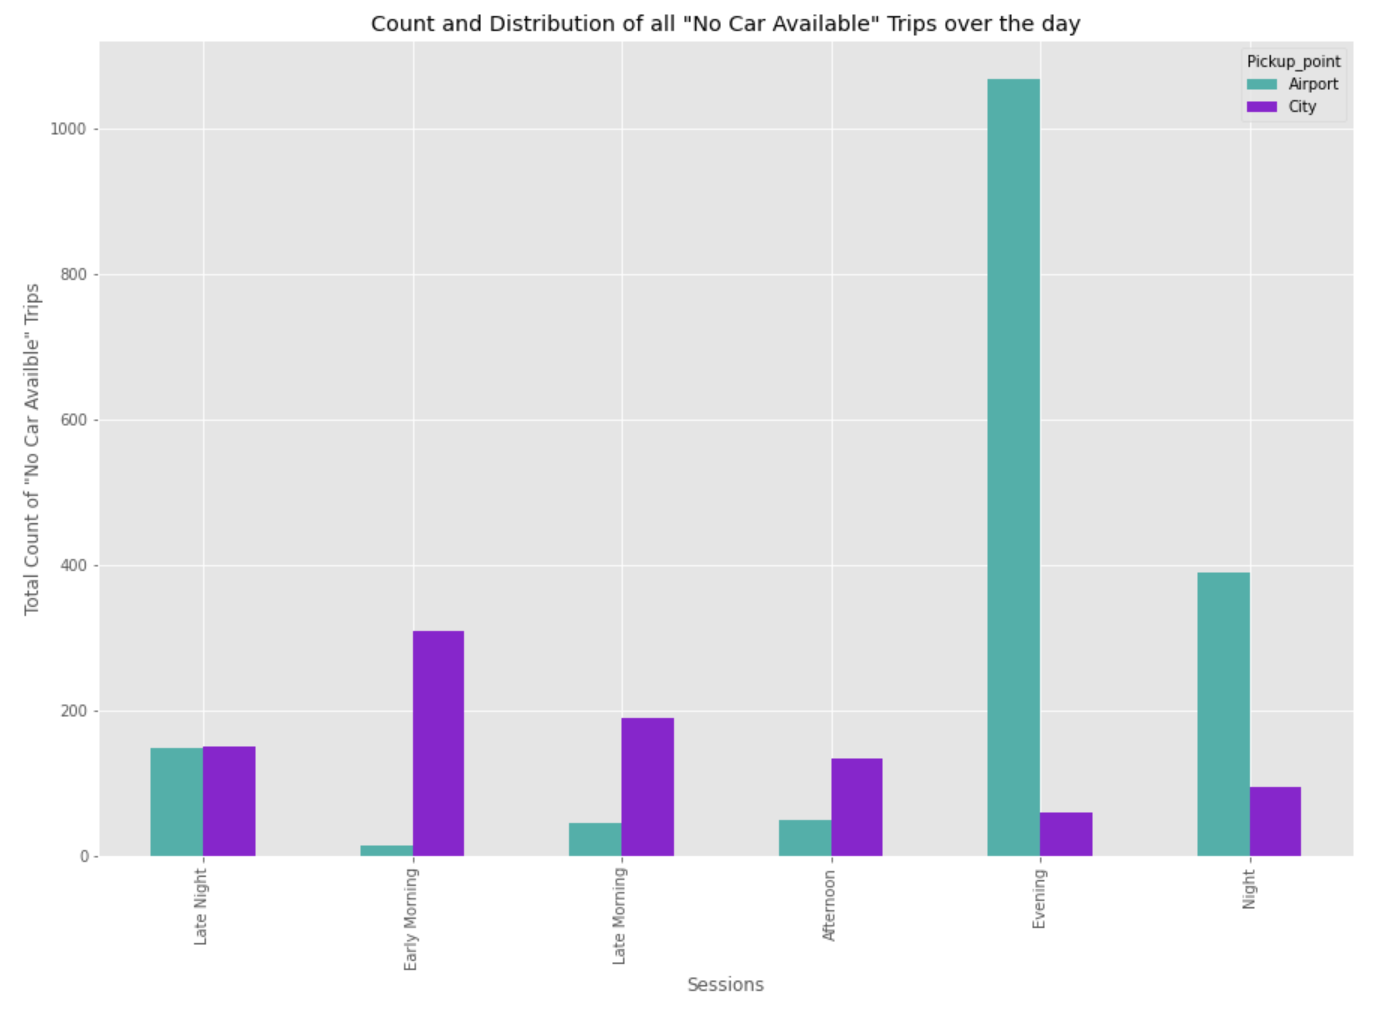 Count and Distribution of all "No Car Available" Trips over the day
Pickup_point
Airport
City
Total Count of "No Car Availble" Trips
1000
800
600
400
200
0
Late Night
Early Morning
Late Morning
Afternoon
Evening
Night
Sessions